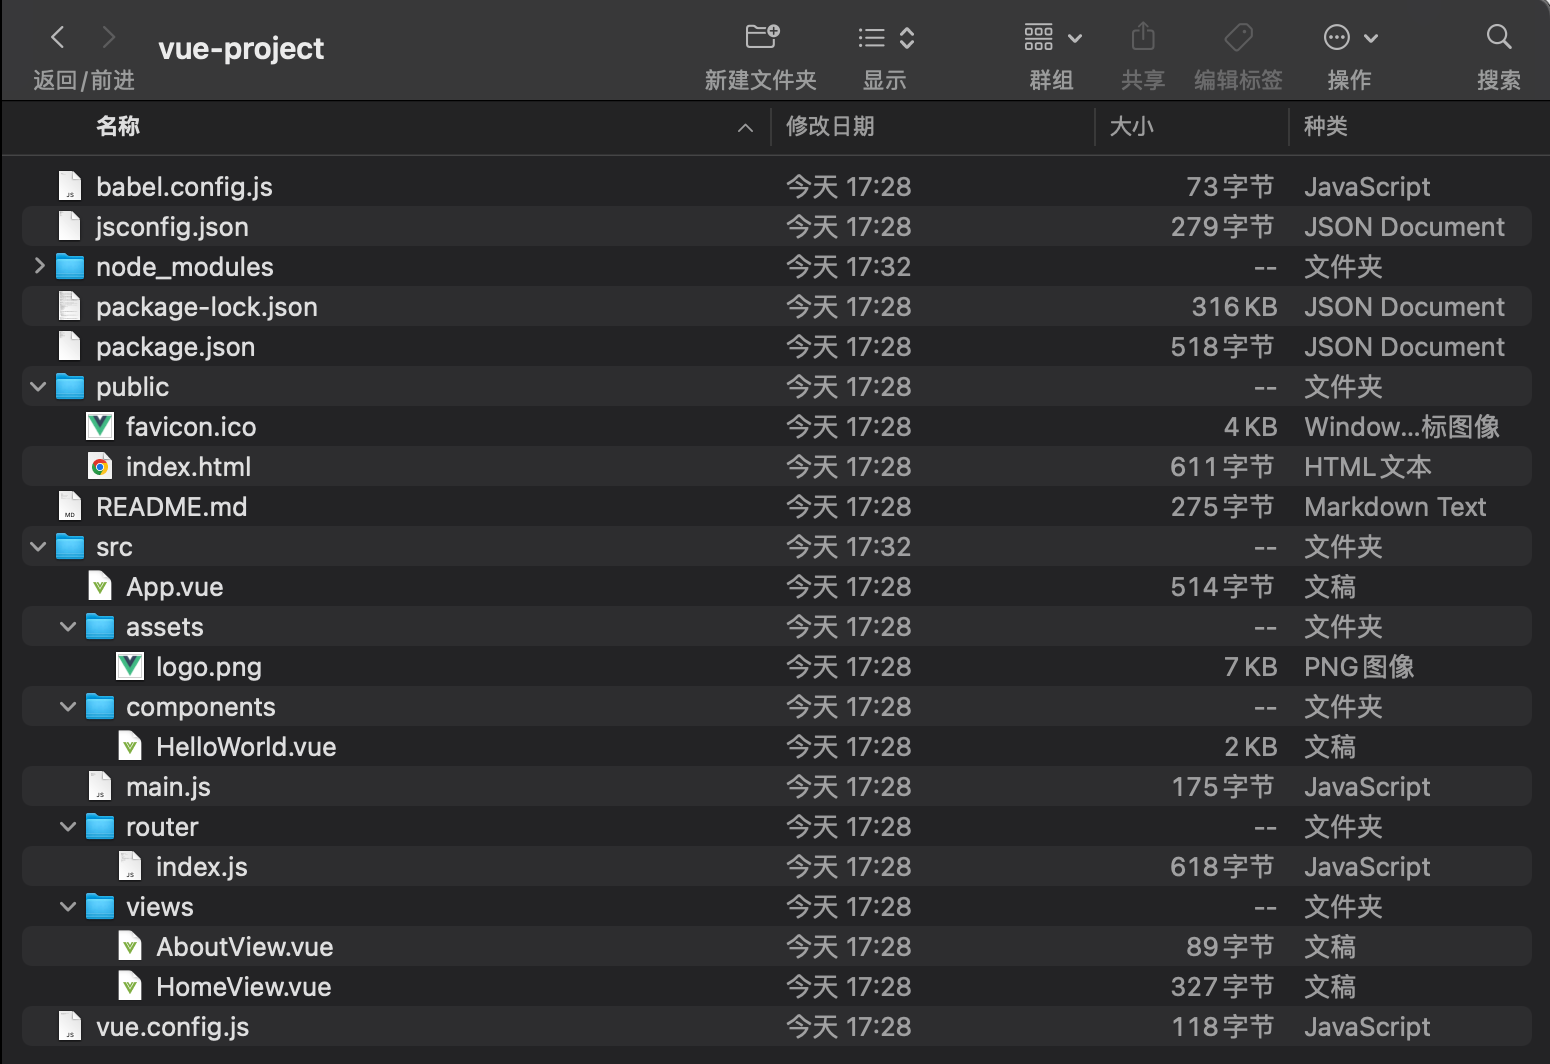 vue-project
返回/前进 新建文件夹 显示 群组 共享 编辑标签 操作 搜索
名称 修改日期 大小 种类
babel.config.js 今天 17:28 73字节 JavaScript
jsconfig.json 今天 17:28 279字节 JSON Document
node_modules 今天 17:32 -- 文件夹
package-lock.json 今天 17:28 316 KB JSON Document
package.json 今天 17:28 518字节 JSON Document
public 今天 17:28 -- 文件夹
favicon.ico 今天 17:28 4 KB Window...标图像
index.html 今天 17:28 611字节 HTML文本
README.md 今天 17:28 275字节 Markdown Text
src 今天 17:32 -- 文件夹
App.vue 今天 17:28 514字节 文稿
assets 今天 17:28 -- 文件夹
logo.png 今天 17:28 7 KB PNG图像
components 今天 17:28 -- 文件夹
HelloWorld.vue 今天 17:28 2 KB 文稿
main.js 今天 17:28 175字节 JavaScript
router 今天 17:28 -- 文件夹
index.js 今天 17:28 618字节 JavaScript
views 今天 17:28 -- 文件夹
AboutView.vue 今天 17:28 89字节 文稿
HomeView.vue 今天 17:28 327字节 文稿
vue.config.js 今天 17:28 118字节 JavaScript